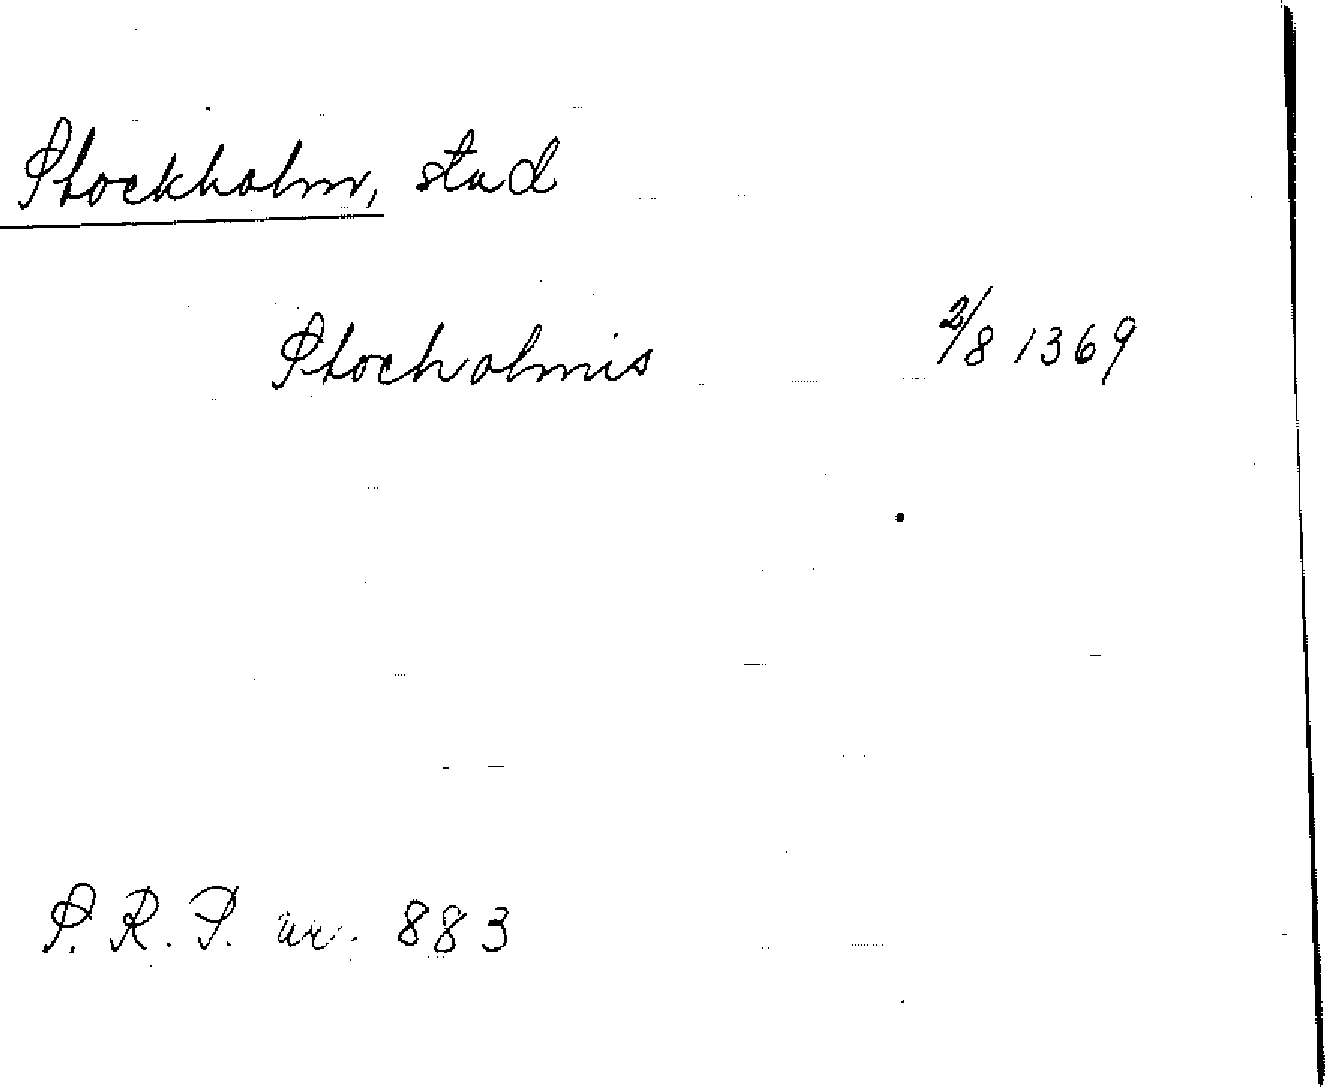 Stockholm, stad
Stocholmis 2/8 1369
S. R. P. nr. 883